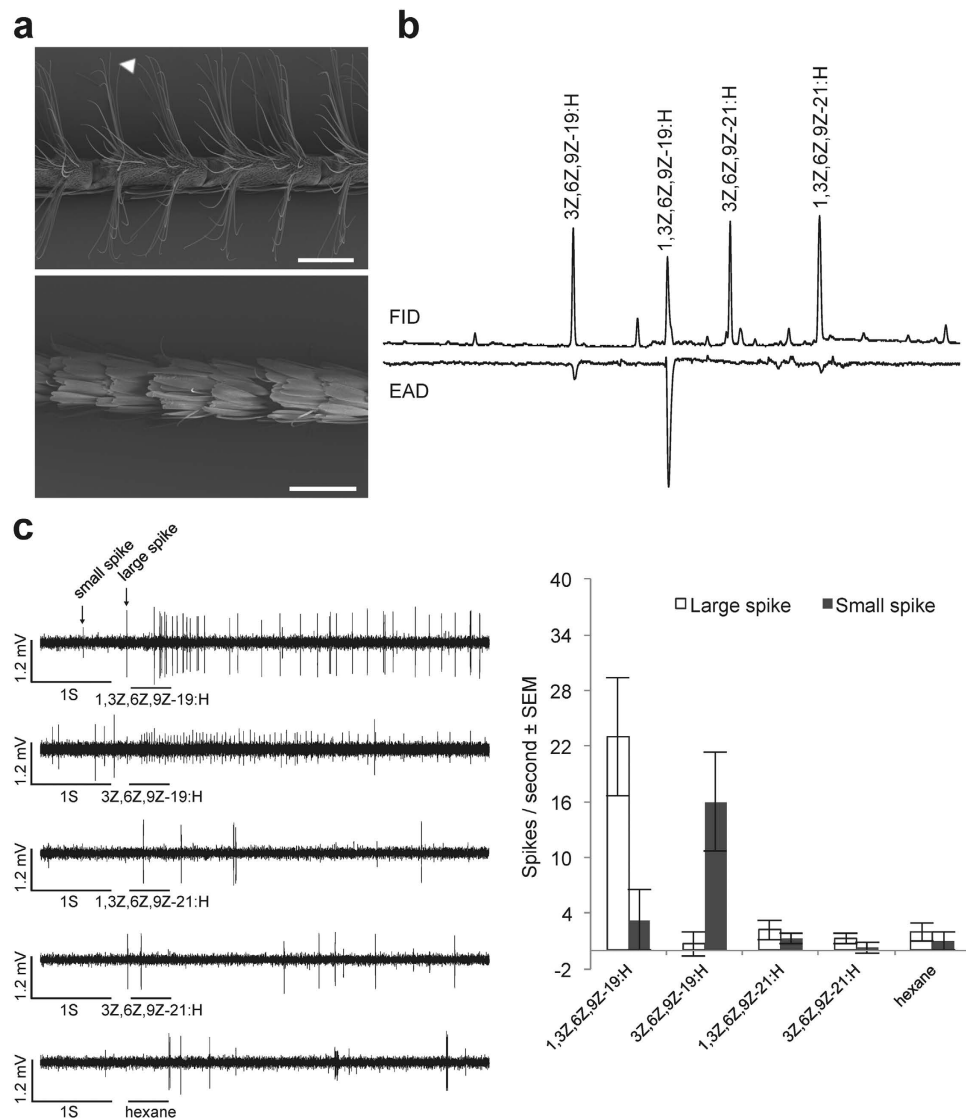 a
b
3Z,6Z,9Z-19:H
1,3Z,6Z,9Z-19:H
3Z,6Z,9Z-21:H
1,3Z,6Z,9Z-21:H
FID
EAD
c
small spike
large spike
1.2 mV
1S
1,3Z,6Z,9Z-19:H
1.2 mV
1S
3Z,6Z,9Z-19:H
1.2 mV
1S
1,3Z,6Z,9Z-21:H
1.2 mV
1S
3Z,6Z,9Z-21:H
1.2 mV
1S
hexane
Large spike
Small spike
Spikes / second ± SEM
40
34
28
22
16
10
4
-2
1,3Z,6Z,9Z-19:H
3Z,6Z,9Z-19:H
1,3Z,6Z,9Z-21:H
3Z,6Z,9Z-21:H
hexane